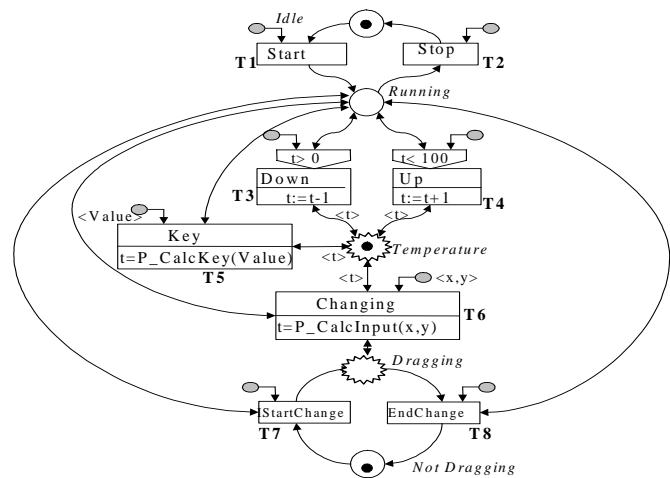 Idle
Start
T1
Stop
T2
Running
t> 0
Down
t:=t-1
T3
t< 100
Up
t:=t+1
T4
<Value>
Key
t=P_CalcKey(Value)
T5
<t>
<t>
<t>
Temperature
<t>
<x,y>
Changing
t=P_CalcInput(x,y)
T6
Dragging
StartChange
T7
EndChange
T8
Not Dragging